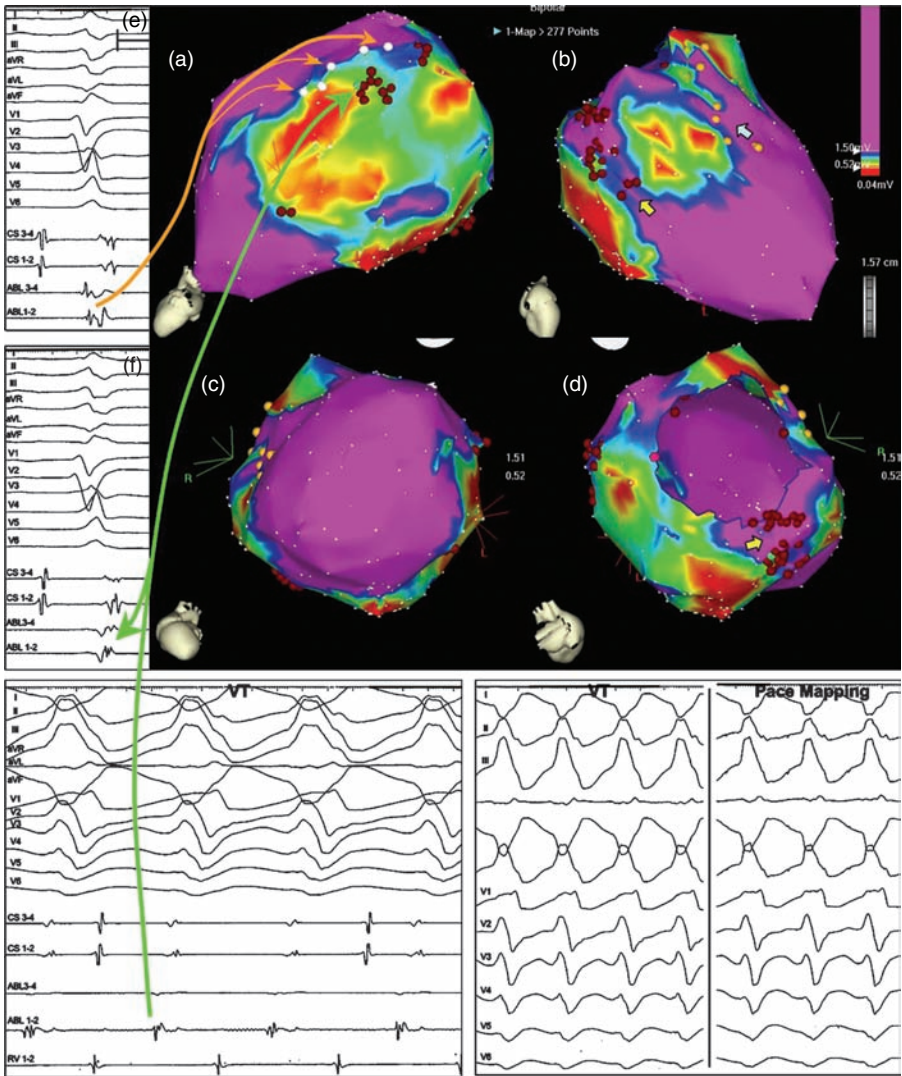 (e)
I
II
III
aVR
aVL
aVF
V1
V2
V3
V4
V5
V6
CS 3-4
CS 1-2
ABL 3-4
ABL1-2
(a)
Bipolar
1-Map > 277 Points
(b)
1.50mV
0.52mV
0.04mV
1.57 cm
L
(f)
I
II
III
aVR
aVL
aVF
V1
V2
V3
V4
V5
V6
CS 3-4
CS 1-2
ABL3-4
ABL 1-2
(c)
R
1.51
0.52
L
(d)
R
1.51
0.52
L
VT
I
II
III
aVR
aVL
aVF
V1
V2
V3
V4
V5
V6
CS 3-4
CS 1-2
ABL3-4
ABL 1-2
RV 1-2
VT
Pace Mapping
I
II
III
V1
V2
V3
V4
V5
V6